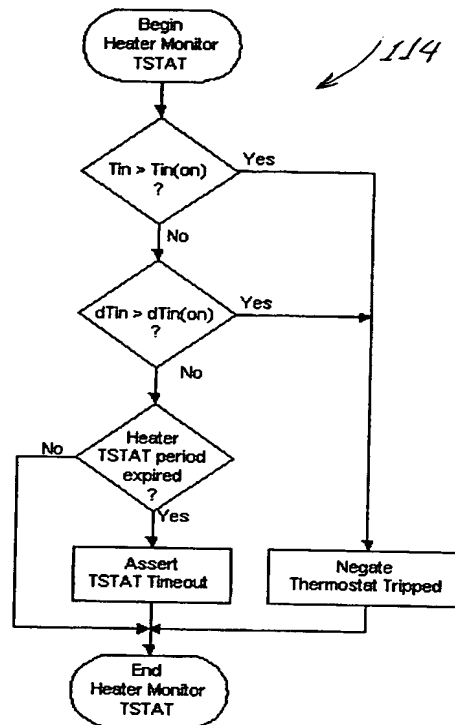 Begin
Heater Monitor
TSTAT
114
Tin > Tin(on)
?
Yes
No
dTin > dTin(on)
?
Yes
No
Heater
TSTAT period
expired
?
No
Yes
Assert
TSTAT Timeout
Negate
Thermostat Tripped
End
Heater Monitor
TSTAT